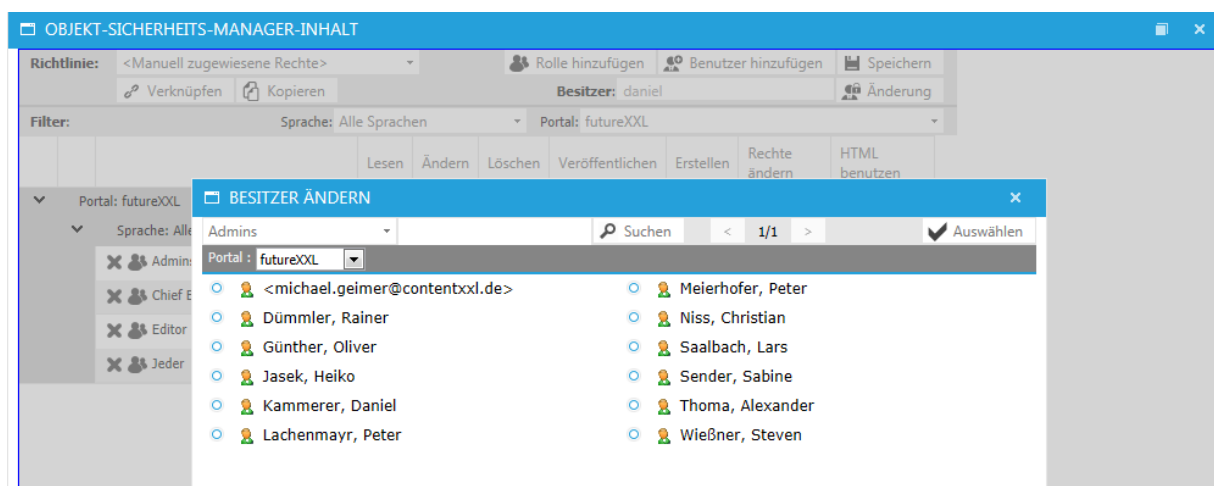 OBJEKT-SICHERHEITS-MANAGER-INHALT
Richtlinie: <Manuell zugewiesene Rechte> Rolle hinzufügen Benutzer hinzufügen Speichern
Verknüpfen Kopieren Besitzer: daniel Änderung
Filter: Sprache: Alle Sprachen Portal: futureXXL
Lesen Ändern Löschen Veröffentlichen Erstellen Rechte ändern HTML benutzen
Portal: futureXXL
Sprache: Alle
Admins
Chief E
Editor
Jeder
BESITZER ÄNDERN
Admins Suchen < 1/1 > Auswählen
Portal : futureXXL
<michael.geimer@contentxxl.de> Meierhofer, Peter
Dümmler, Rainer Niss, Christian
Günther, Oliver Saalbach, Lars
Jasek, Heiko Sender, Sabine
Kammerer, Daniel Thoma, Alexander
Lachenmayr, Peter Wießner, Steven